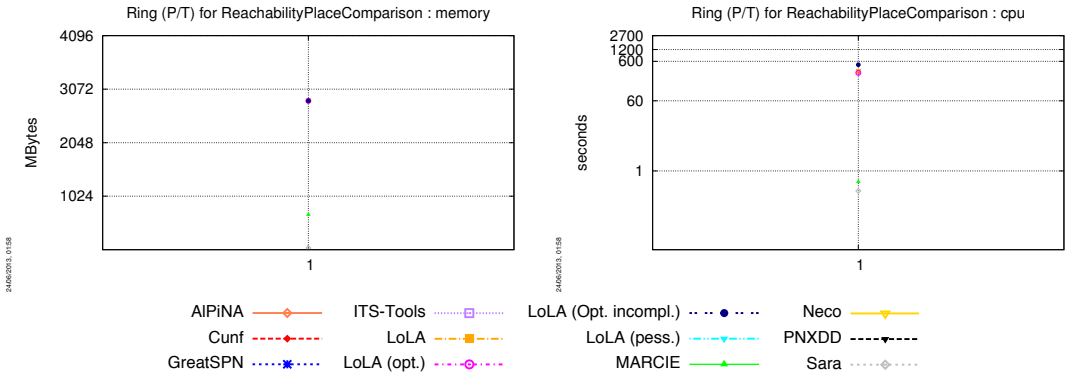 Ring (P/T) for ReachabilityPlaceComparison : memory
4096
3072
2048
1024
MBytes
1
24/06/2013, 01:58
Ring (P/T) for ReachabilityPlaceComparison : cpu
2700
1200
600
60
1
seconds
1
24/06/2013, 01:58
AlPiNA ITS-Tools LoLA (Opt. incompl.) Neco
Cunf LoLA LoLA (pess.) PNXDD
GreatSPN LoLA (opt.) MARCIE Sara